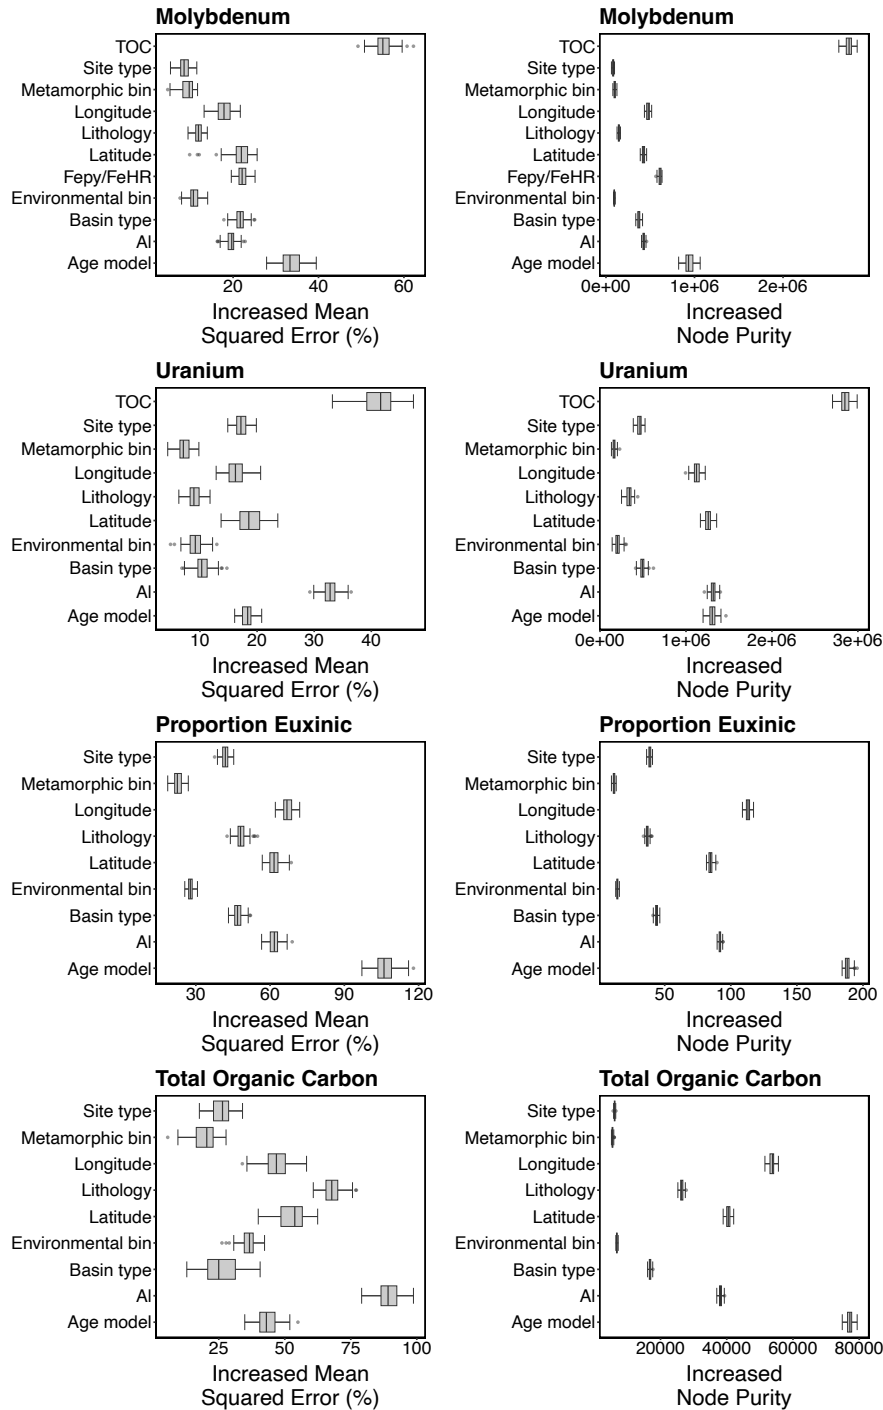 Molybdenum
TOC
Site type
Metamorphic bin
Longitude
Lithology
Latitude
Fepy/FeHR
Environmental bin
Basin type
Al
Age model
20 40 60
Increased Mean
Squared Error (%)
Molybdenum
TOC
Site type
Metamorphic bin
Longitude
Lithology
Latitude
Fepy/FeHR
Environmental bin
Basin type
Al
Age model
0e+00 1e+06 2e+06
Increased
Node Purity
Uranium
TOC
Site type
Metamorphic bin
Longitude
Lithology
Latitude
Environmental bin
Basin type
Al
Age model
10 20 30 40
Increased Mean
Squared Error (%)
Uranium
TOC
Site type
Metamorphic bin
Longitude
Lithology
Latitude
Environmental bin
Basin type
Al
Age model
0e+00 1e+06 2e+06 3e+06
Increased
Node Purity
Proportion Euxinic
Site type
Metamorphic bin
Longitude
Lithology
Latitude
Environmental bin
Basin type
Al
Age model
30 60 90 120
Increased Mean
Squared Error (%)
Proportion Euxinic
Site type
Metamorphic bin
Longitude
Lithology
Latitude
Environmental bin
Basin type
Al
Age model
50 100 150 200
Increased
Node Purity
Total Organic Carbon
Site type
Metamorphic bin
Longitude
Lithology
Latitude
Environmental bin
Basin type
Al
Age model
25 50 75 100
Increased Mean
Squared Error (%)
Total Organic Carbon
Site type
Metamorphic bin
Longitude
Lithology
Latitude
Environmental bin
Basin type
Al
Age model
20000 40000 60000 80000
Increased
Node Purity